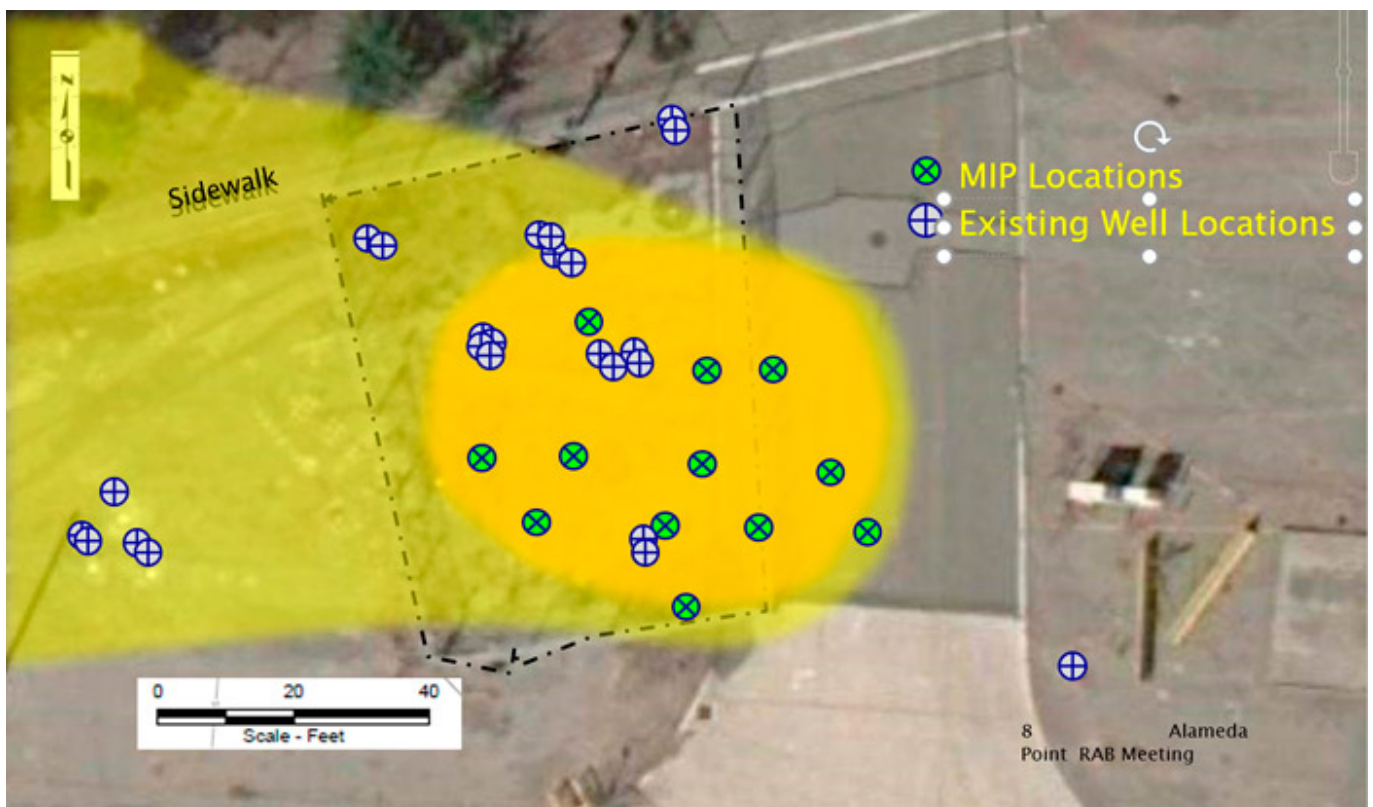 N
Sidewalk
MIP Locations
Existing Well Locations
0 20 40
Scale - Feet
8 Alameda
Point RAB Meeting